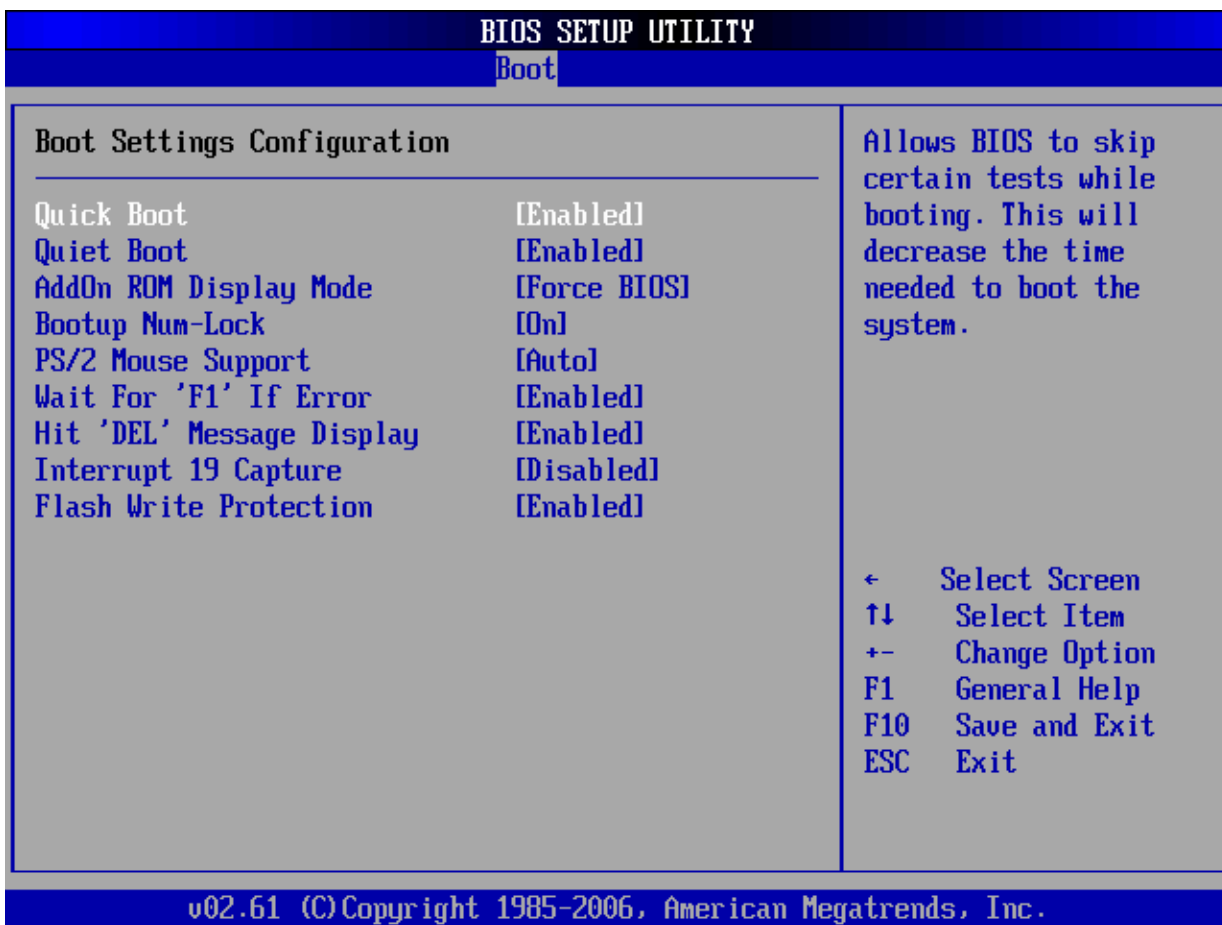 BIOS SETUP UTILITY
Boot
Boot Settings Configuration
Quick Boot [Enabled]
Quiet Boot [Enabled]
AddOn ROM Display Mode [Force BIOS]
Bootup Num-Lock [On]
PS/2 Mouse Support [Auto]
Wait For 'F1' If Error [Enabled]
Hit 'DEL' Message Display [Enabled]
Interrupt 19 Capture [Disabled]
Flash Write Protection [Enabled]
Allows BIOS to skip
certain tests while
booting. This will
decrease the time
needed to boot the
system.
← Select Screen
↑↓ Select Item
+- Change Option
F1 General Help
F10 Save and Exit
ESC Exit
v02.61 (C)Copyright 1985-2006, American Megatrends, Inc.